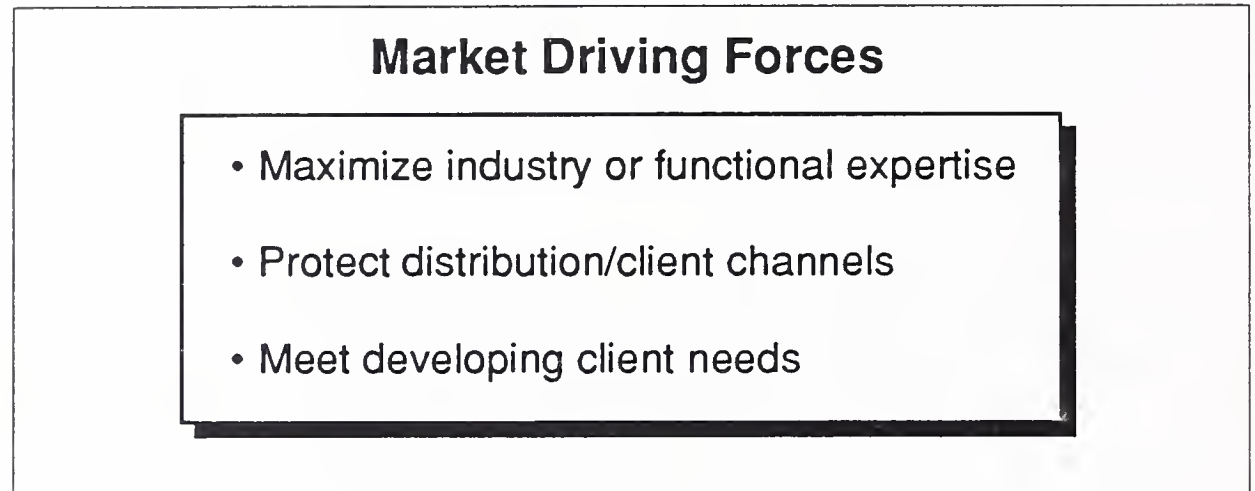 Market Driving Forces
• Maximize industry or functional expertise
• Protect distribution/client channels
• Meet developing client needs